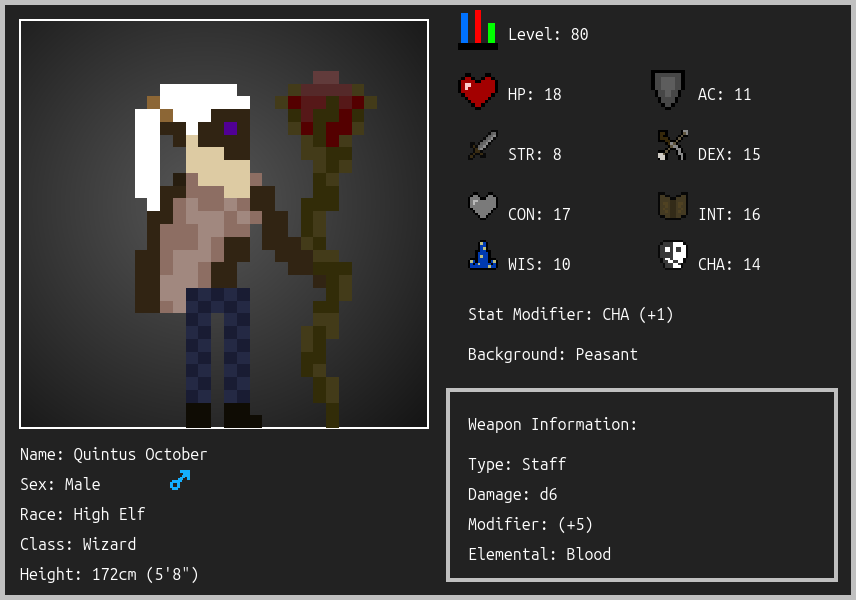 Level: 80
HP: 18
AC: 11
STR: 8
DEX: 15
CON: 17
INT: 16
WIS: 10
CHA: 14
Stat Modifier: CHA (+1)
Background: Peasant
Weapon Information:
Type: Staff
Damage: d6
Modifier: (+5)
Elemental: Blood
Name: Quintus October
Sex: Male
Race: High Elf
Class: Wizard
Height: 172cm (5'8")